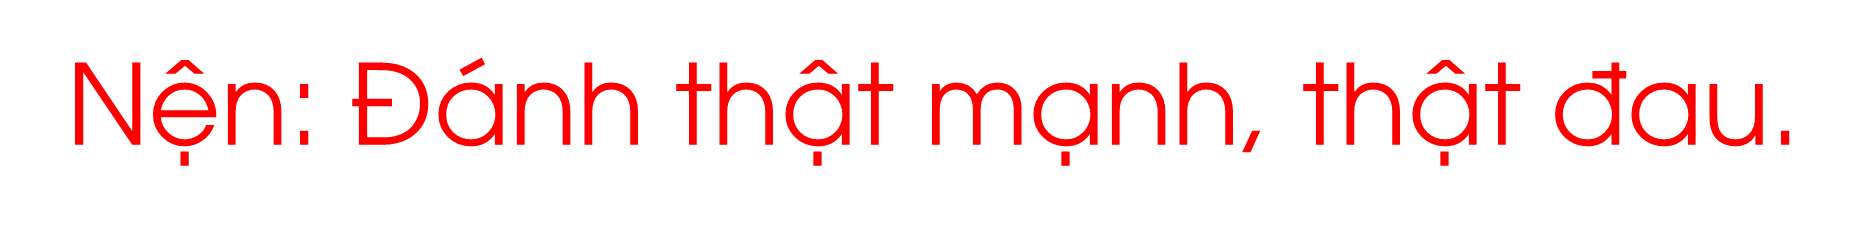 Nện: Đánh thật mạnh, thật đau.